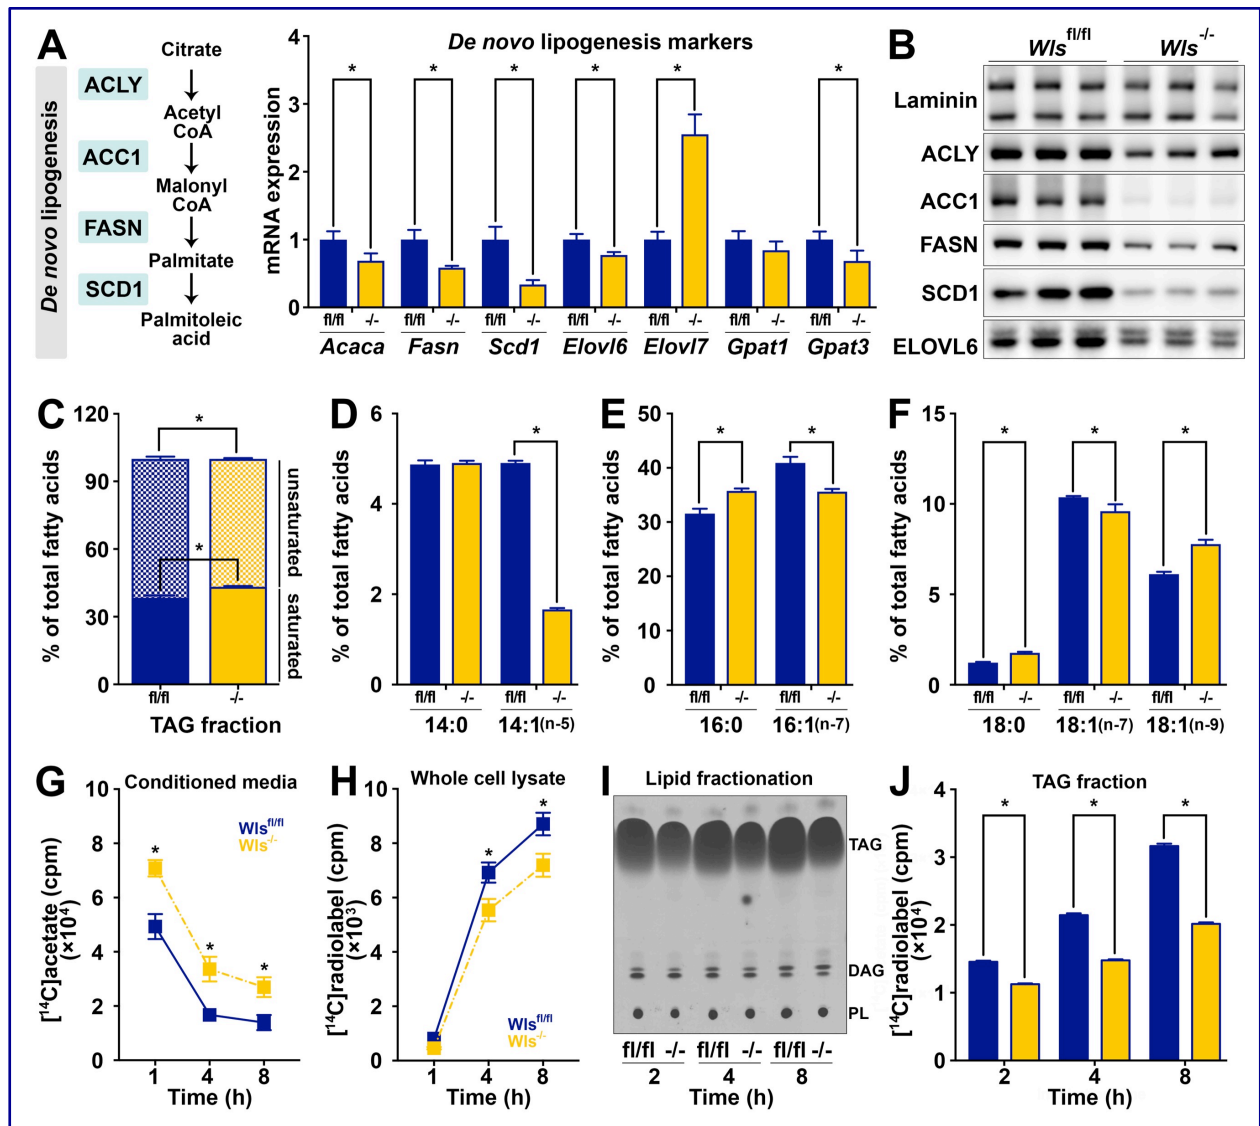 A
De novo lipogenesis
Citrate
ACLY
Acetyl
CoA
ACC1
Malonyl
CoA
FASN
Palmitate
SCD1
Palmitoleic
acid
De novo lipogenesis markers
mRNA expression
4
3
2
1
0
* * * * * *
fl/fl -/- fl/fl -/- fl/fl -/- fl/fl -/- fl/fl -/- fl/fl -/- fl/fl -/-
Acaca Fasn Scd1 Elovl6 Elovl7 Gpat1 Gpat3
B
Wls^fl/fl Wls^-/-
Laminin
ACLY
ACC1
FASN
SCD1
ELOVL6
C
% of total fatty acids
120
90
60
30
0
*
*
unsaturated
saturated
fl/fl -/-
TAG fraction
D
% of total fatty acids
6
4
2
0
*
fl/fl -/- fl/fl -/-
14:0 14:1(n-5)
E
% of total fatty acids
50
40
30
20
10
0
* *
fl/fl -/- fl/fl -/-
16:0 16:1(n-7)
F
% of total fatty acids
15
10
5
0
* * *
fl/fl -/- fl/fl -/- fl/fl -/-
18:0 18:1(n-7) 18:1(n-9)
G
Conditioned media
[¹⁴C]acetate (cpm)
(×10⁴)
10
8
6
4
2
0
Wls^fl/fl
Wls^-/-
* * *
1 4 8
Time (h)
H
Whole cell lysate
[¹⁴C]radiolabel (cpm)
(×10³)
10
8
6
4
2
0
* *
Wls^fl/fl
Wls^-/-
1 4 8
Time (h)
I
Lipid fractionation
TAG
DAG
PL
fl/fl -/- fl/fl -/- fl/fl -/-
2 4 8
Time (h)
J
TAG fraction
[¹⁴C]radiolabel (cpm)
(×10⁴)
4
3
2
1
0
* * *
2 4 8
Time (h)